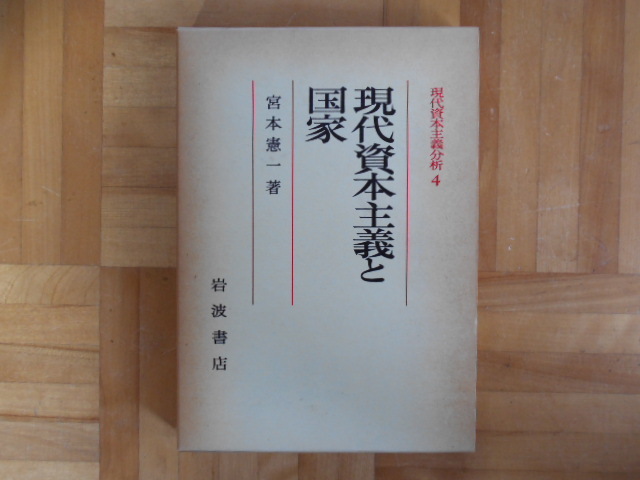 現代資本主義分析 4
現代資本主義と
国家
宮本憲一著
岩波書店